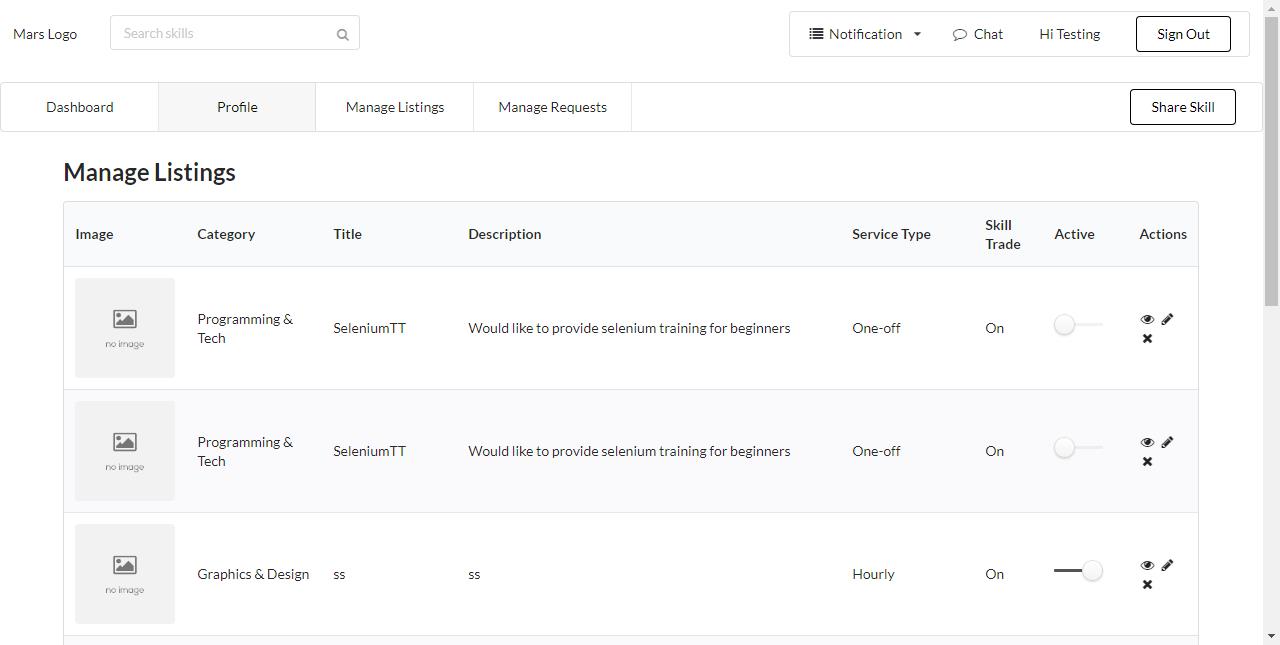 Mars Logo
Search skills
Notification
Chat
Hi Testing
Sign Out
Dashboard
Profile
Manage Listings
Manage Requests
Share Skill
Manage Listings
Image Category Title Description Service Type Skill Trade Active Actions
no image
Programming &
Tech
SeleniumTT
Would like to provide selenium training for beginners
One-off
On
no image
Programming &
Tech
SeleniumTT
Would like to provide selenium training for beginners
One-off
On
no image
Graphics & Design
ss
ss
Hourly
On